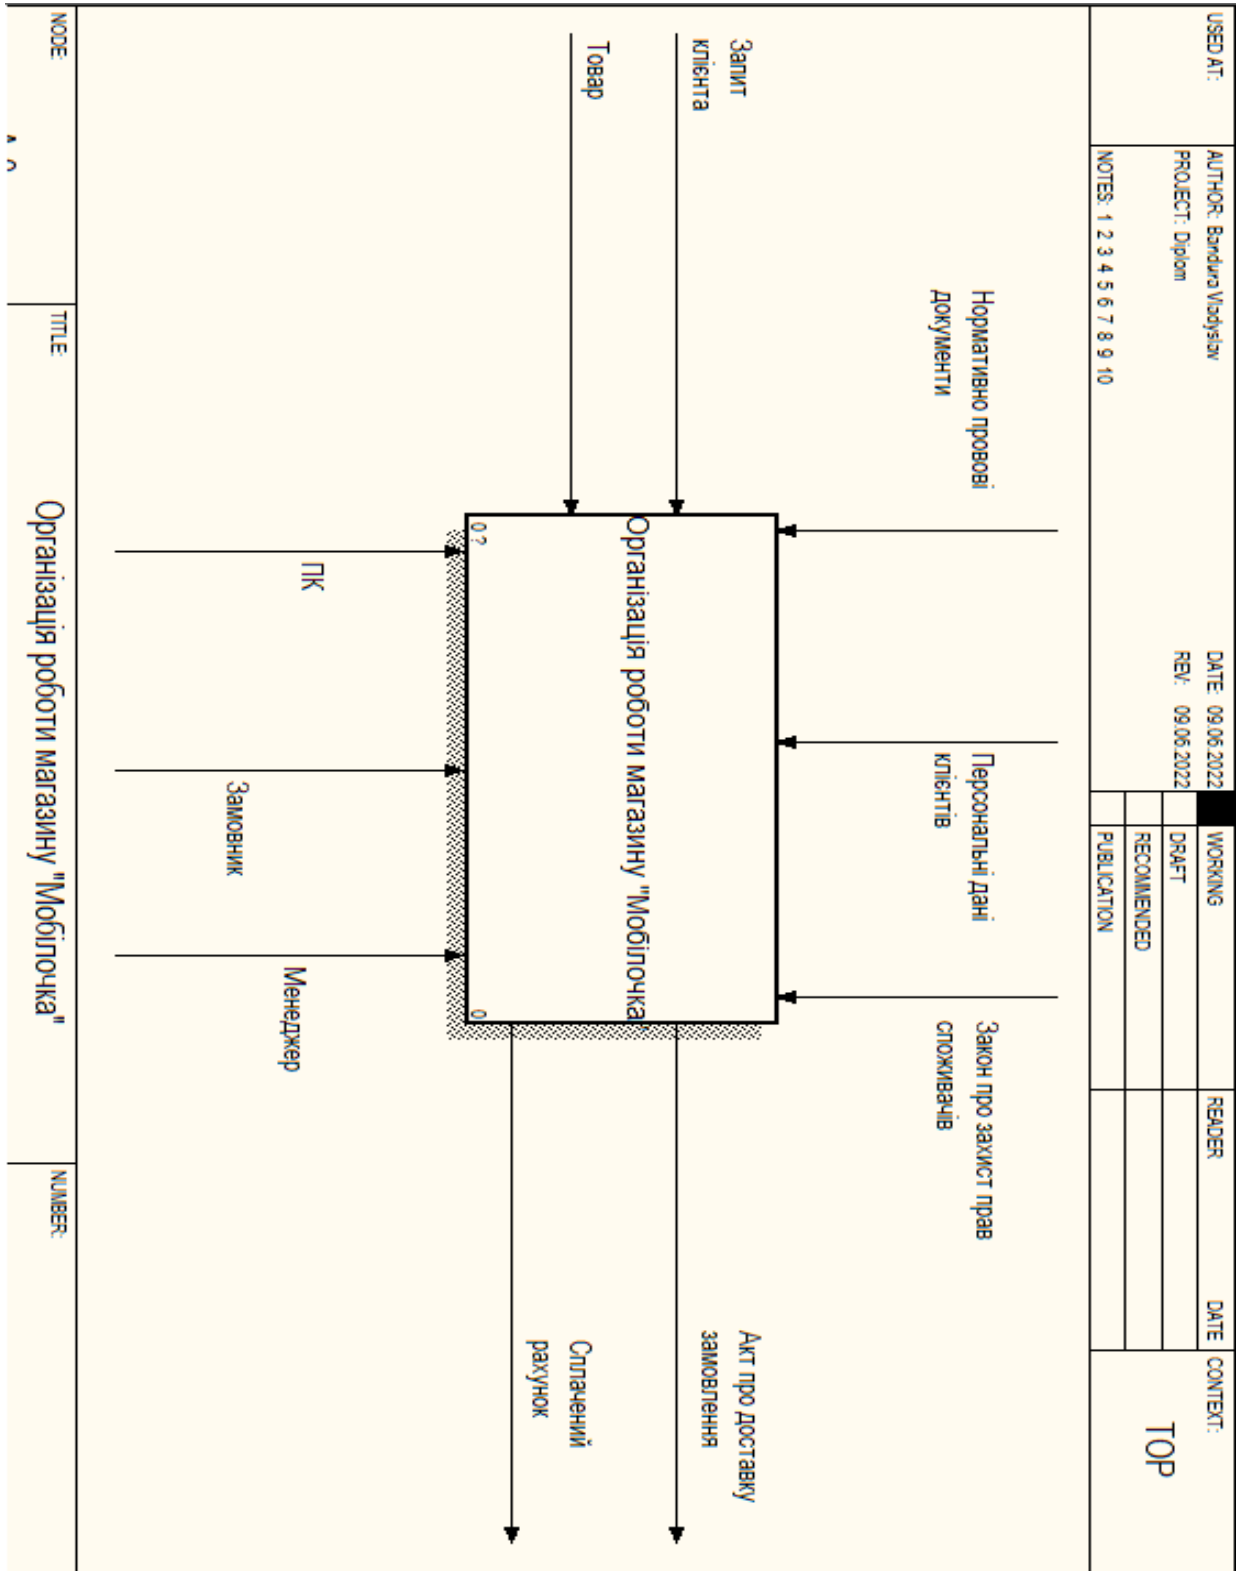 USED AT:
AUTHOR: Bandura Vladyslav
PROJECT: Diplom
DATE: 09.06.2022
REV: 09.06.2022
NOTES: 1 2 3 4 5 6 7 8 9 10
WORKING
DRAFT
RECOMMENDED
PUBLICATION
READER
DATE
CONTEXT:
TOP
Нормативно провові
документи
Персональні дані
клієнтів
Закон про захист прав
споживачів
Запит
клієнта
Товар
Організація роботи магазину "Мобілочка"
0 ?
0
Акт про доставку
замовлення
Сплачений
рахунок
ПК
Замовник
Менеджер
NODE:
TITLE:
Організація роботи магазину "Мобілочка"
NUMBER: